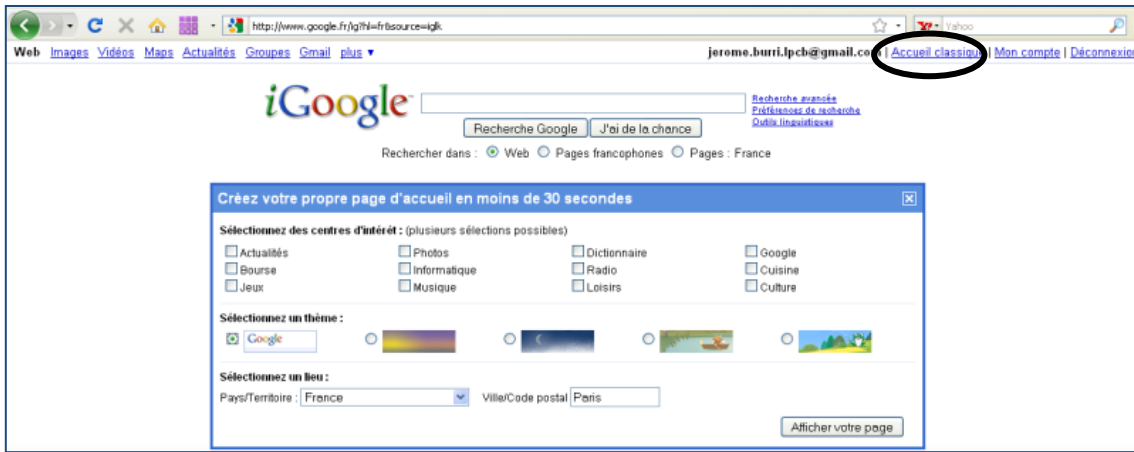 http://www.google.fr/ig?hl=fr&source=iglk Yahoo
Web Images Vidéos Maps Actualités Groupes Gmail plus ▼ jerome.burri.lpcb@gmail.com | Accueil classique | Mon compte | Déconnexion
iGoogle™
Recherche avancée
Préférences de recherche
Outils linguistiques
Recherche Google J'ai de la chance
Rechercher dans : Web Pages francophones Pages : France
Créez votre propre page d'accueil en moins de 30 secondes
Sélectionnez des centres d'intérêt : (plusieurs sélections possibles)
Actualités Photos Dictionnaire Google
Bourse Informatique Radio Cuisine
Jeux Musique Loisirs Culture
Sélectionnez un thème :
Google
Sélectionnez un lieu :
Pays/Territoire : France Ville/Code postal Paris
Afficher votre page